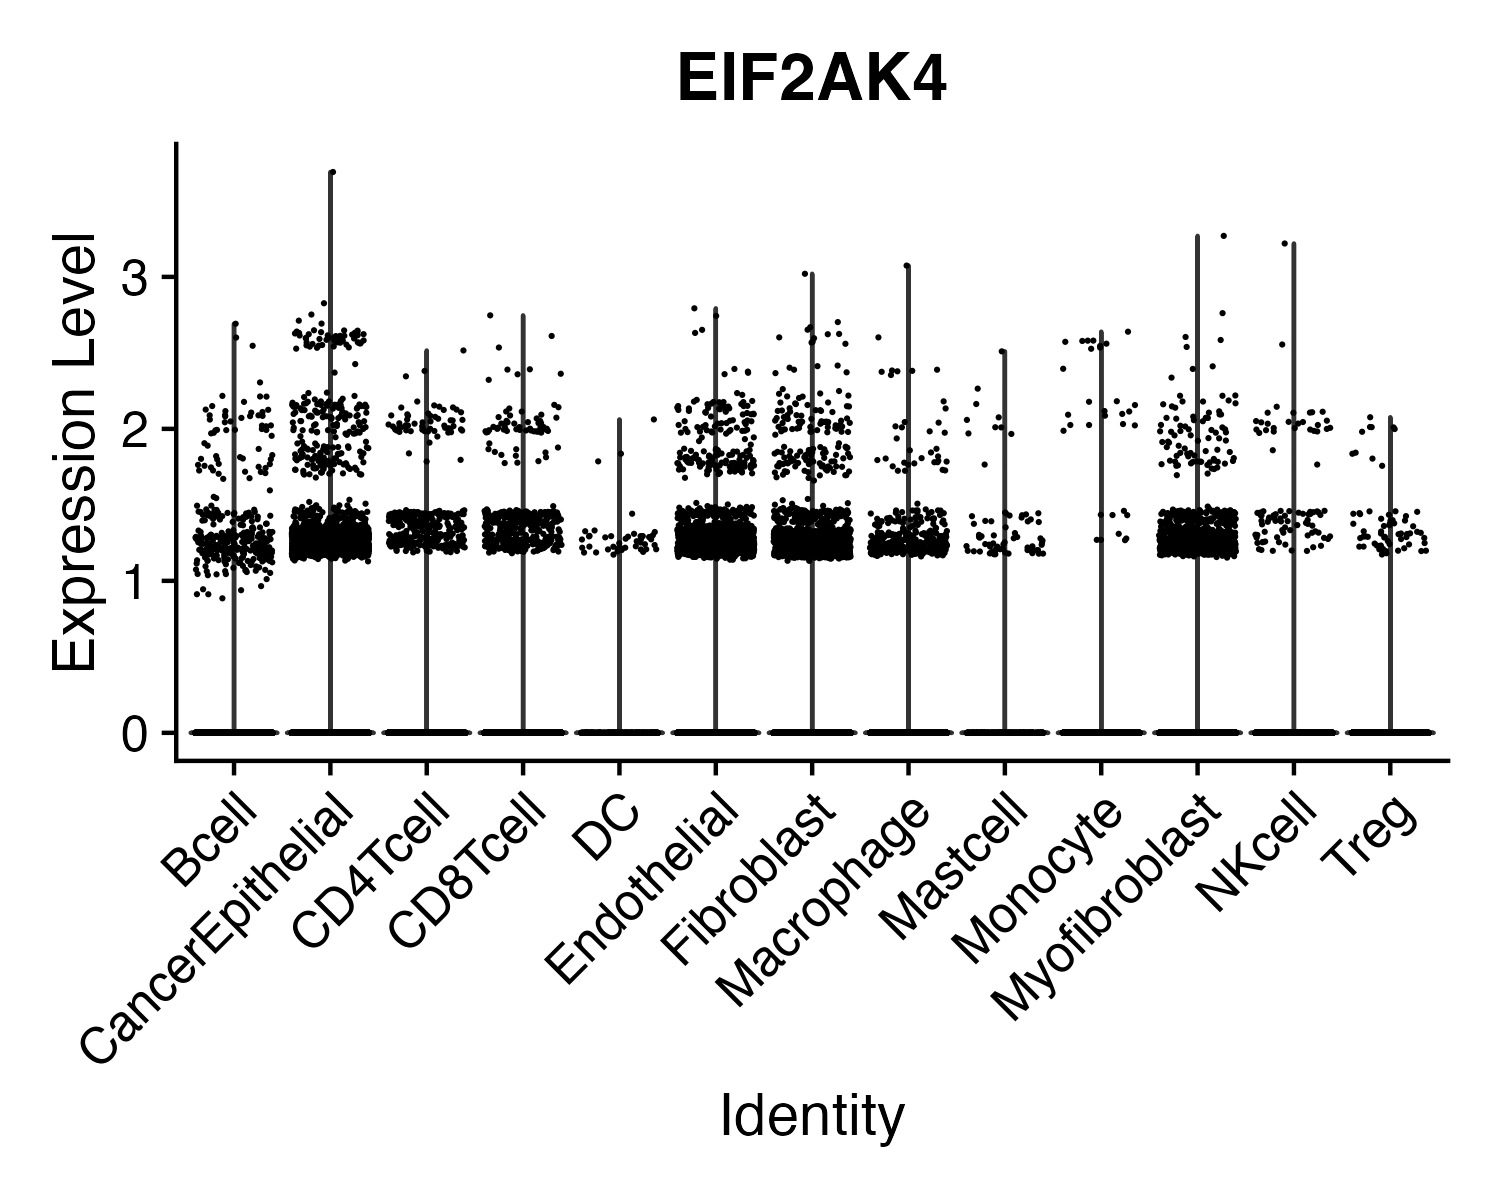 EIF2AK4
Expression Level
3
2
1
0
Bcell
CancerEpithelial
CD4Tcell
CD8Tcell
DC
Endothelial
Fibroblast
Macrophage
Mastcell
Monocyte
Myofibroblast
NKcell
Treg
Identity